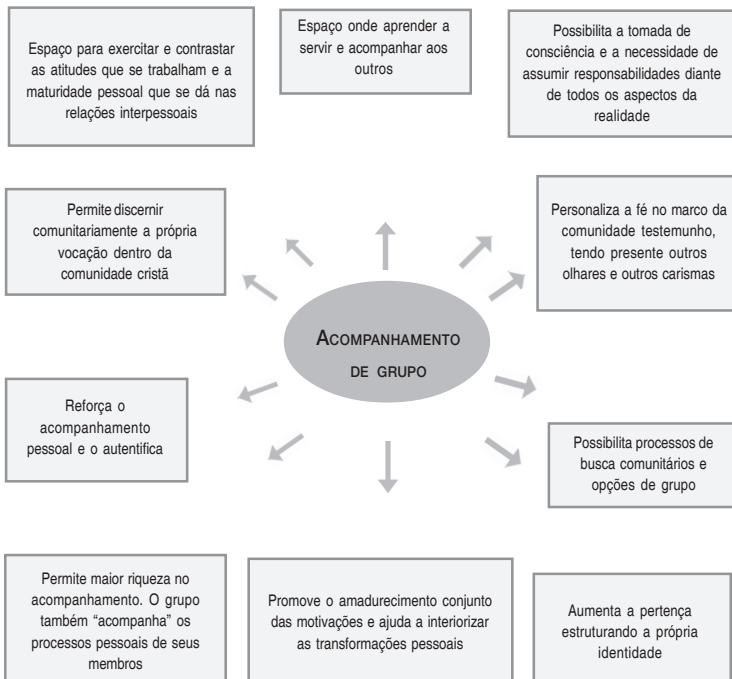 Espaço para exercitar e contrastar
as atitudes que se trabalham e a
maturidade pessoal que se dá nas
relações interpessoais
Espaço onde aprender a
servir e acompanhar aos
outros
Possibilita a tomada de
consciência e a necessidade de
assumir responsabilidades diante
de todos os aspectos da
realidade
Permite discernir
comunitariamente a própria
vocação dentro da
comunidade cristã
Personaliza a fé no marco da
comunidade testemunho,
tendo presente outros
olhares e outros carismas
ACOMPANHAMENTO
DE GRUPO
Reforça o
acompanhamento
pessoal e o autentifica
Possibilita processos de
busca comunitários e
opções de grupo
Permite maior riqueza no
acompanhamento. O grupo
também “acompanha” os
processos pessoais de seus
membros
Promove o amadurecimento conjunto
das motivações e ajuda a interiorizar
as transformações pessoais
Aumenta a pertença
estruturando a própria
identidade